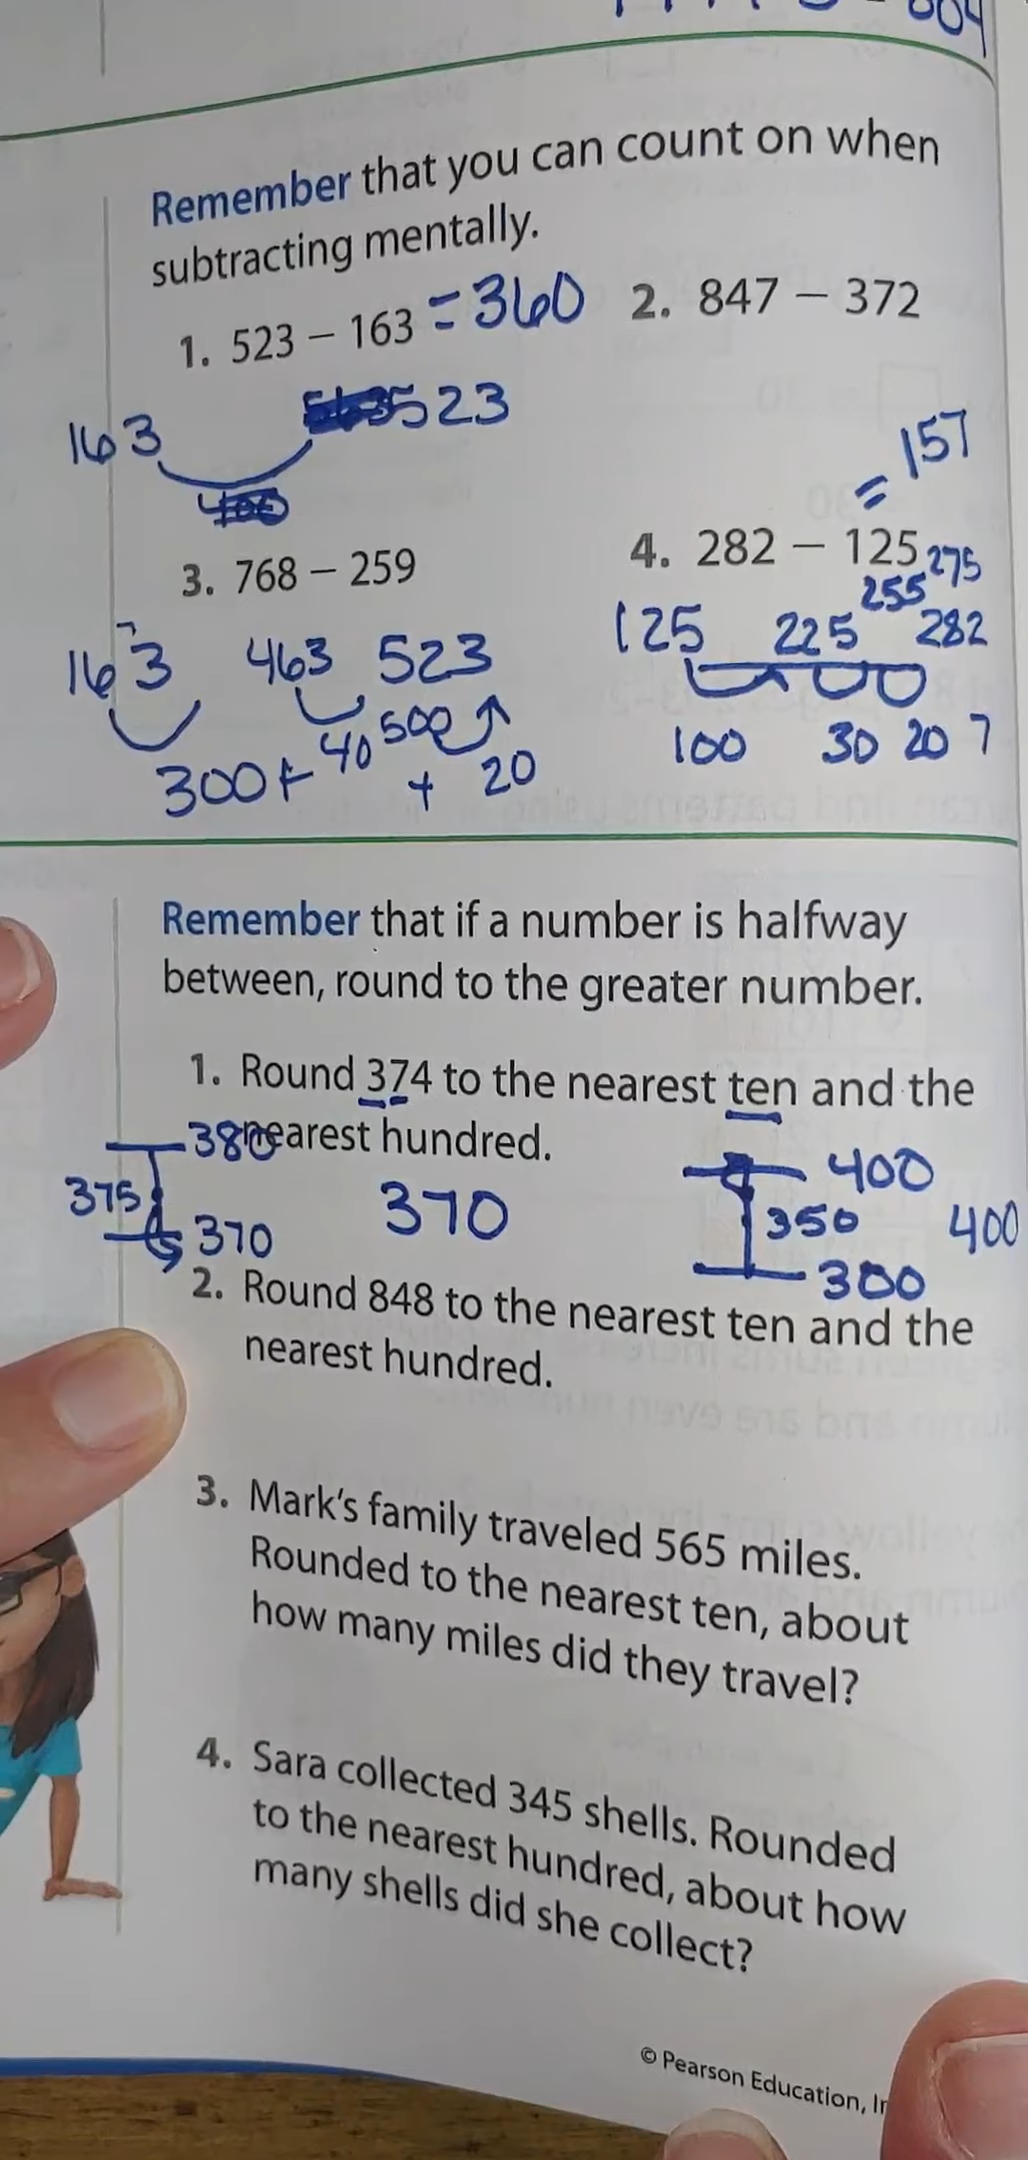 Remember that you can count on when
subtracting mentally.
1. 523 – 163 = 360
2. 847 – 372
163 523
= 157
3. 768 – 259
4. 282 – 125
255 275
163 463 523
125 225 282
300+ 40 500 + 20
100 30 20 7
Remember that if a number is halfway
between, round to the greater number.
1. Round 374 to the nearest ten and the
nearest hundred.
380
375
370
370
400
350
300
400
2. Round 848 to the nearest ten and the
nearest hundred.
3. Mark's family traveled 565 miles.
Rounded to the nearest ten, about
how many miles did they travel?
4. Sara collected 345 shells. Rounded
to the nearest hundred, about how
many shells did she collect?
© Pearson Education,